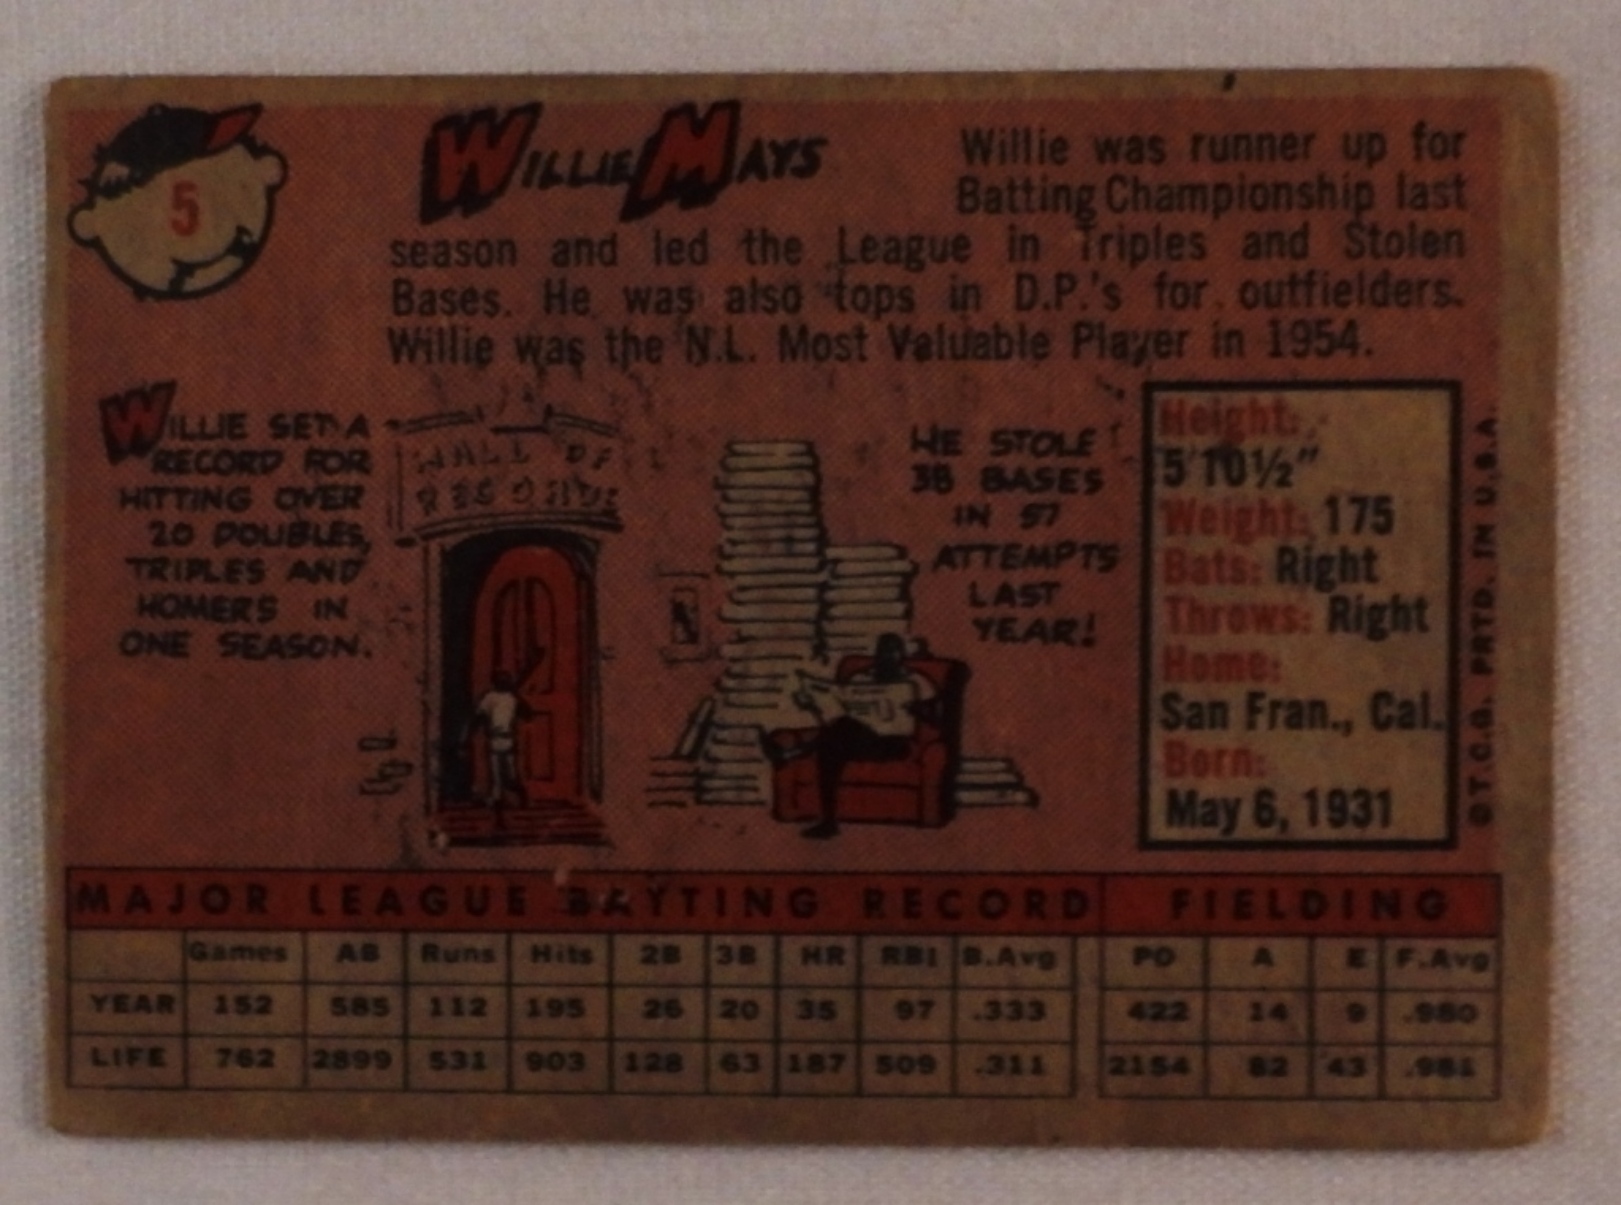 5
WILLIE MAYS
Willie was runner up for
Batting Championship last
season and led the League in Triples and Stolen
Bases. He was also tops in D.P.'s for outfielders.
Willie was the N.L. Most Valuable Player in 1954.
WILLIE SET A
RECORD FOR
HITTING OVER
20 DOUBLES,
TRIPLES AND
HOMERS IN
ONE SEASON.
HALL OF
RECORDS
HE STOLE
38 BASES
IN 57
ATTEMPTS
LAST
YEAR!
Height:
5'10½"
Weight: 175
Bats: Right
Throws: Right
Home:
San Fran., Cal.
Born:
May 6, 1931
©T.C.G. PRTD. IN U.S.A.
MAJOR LEAGUE BATTING RECORD FIELDING
Games AB Runs Hits 2B 3B HR RBI B.Avg PO A E F.Avg
YEAR 152 585 112 195 26 20 35 97 .333 422 14 9 .980
LIFE 762 2899 531 903 128 63 187 509 .311 2154 82 43 .981